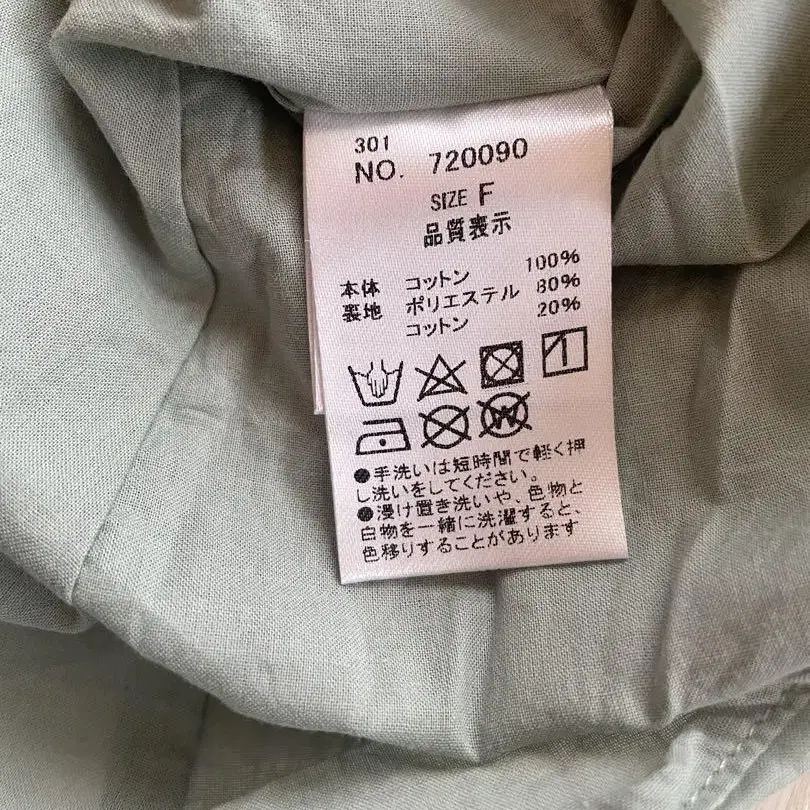 301
NO. 720090
SIZE F
品質表示
本体 コットン 100%
裏地 ポリエステル 80%
コットン 20%
●手洗いは短時間で軽く押
し洗いをしてください。
●浸け置き洗いや、色物と
白物を一緒に洗濯すると、
色移りすることがあります